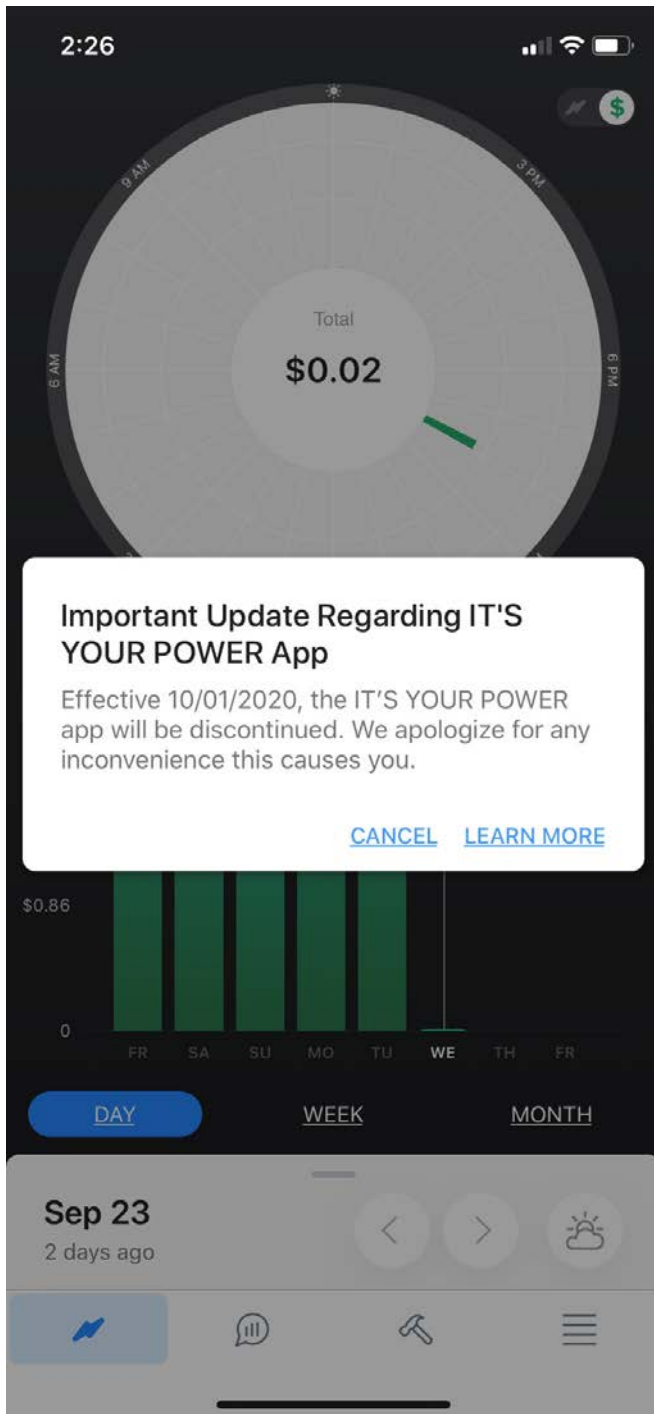 2:26
$
9 AM
3 PM
Total
$0.02
6 AM
6 PM
Important Update Regarding IT'S
YOUR POWER App
Effective 10/01/2020, the IT'S YOUR POWER
app will be discontinued. We apologize for any
inconvenience this causes you.
CANCEL LEARN MORE
$0.86
0
FR SA SU MO TU WE TH FR
DAY WEEK MONTH
Sep 23
2 days ago